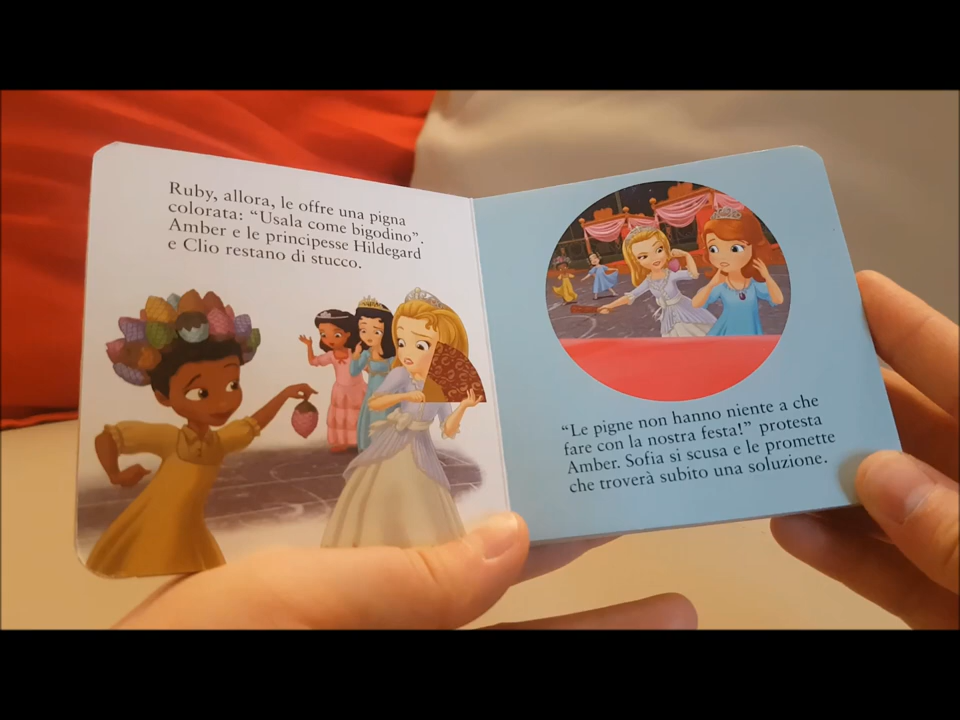 Ruby, allora, le offre una pigna
colorata: “Usala come bigodino”.
Amber e le principesse Hildegard
e Clio restano di stucco.
“Le pigne non hanno niente a che
fare con la nostra festa!” protesta
Amber. Sofia si scusa e le promette
che troverà subito una soluzione.